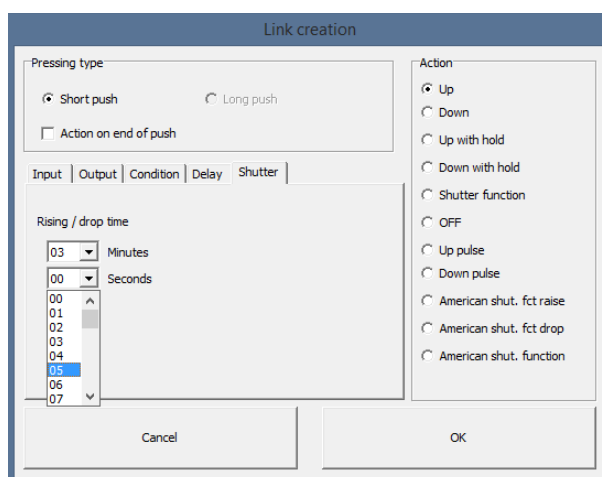 Link creation
Pressing type
Short push
Long push
Action on end of push
Input
Output
Condition
Delay
Shutter
Rising / drop time
03
Minutes
00
Seconds
00
01
02
03
04
05
06
07
Action
Up
Down
Up with hold
Down with hold
Shutter function
OFF
Up pulse
Down pulse
American shut. fct raise
American shut. fct drop
American shut. function
Cancel
OK